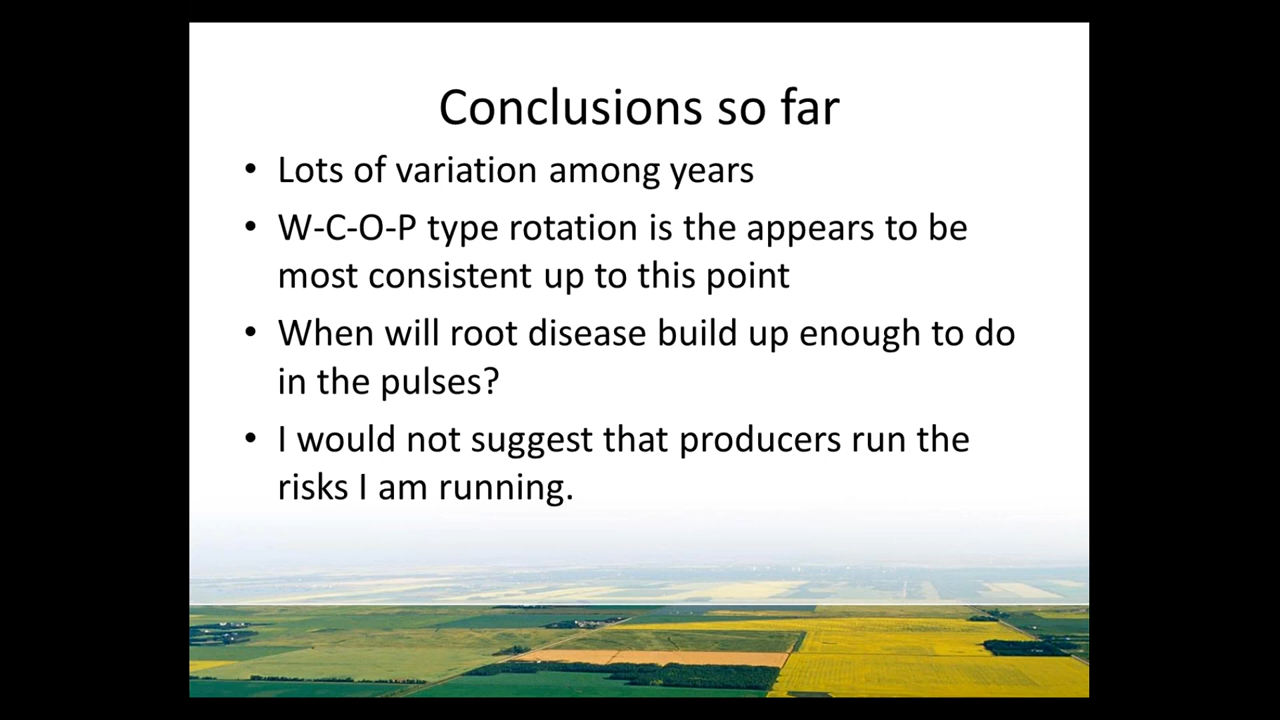 Conclusions so far
• Lots of variation among years
• W-C-O-P type rotation is the appears to be
most consistent up to this point
• When will root disease build up enough to do
in the pulses?
• I would not suggest that producers run the
risks I am running.